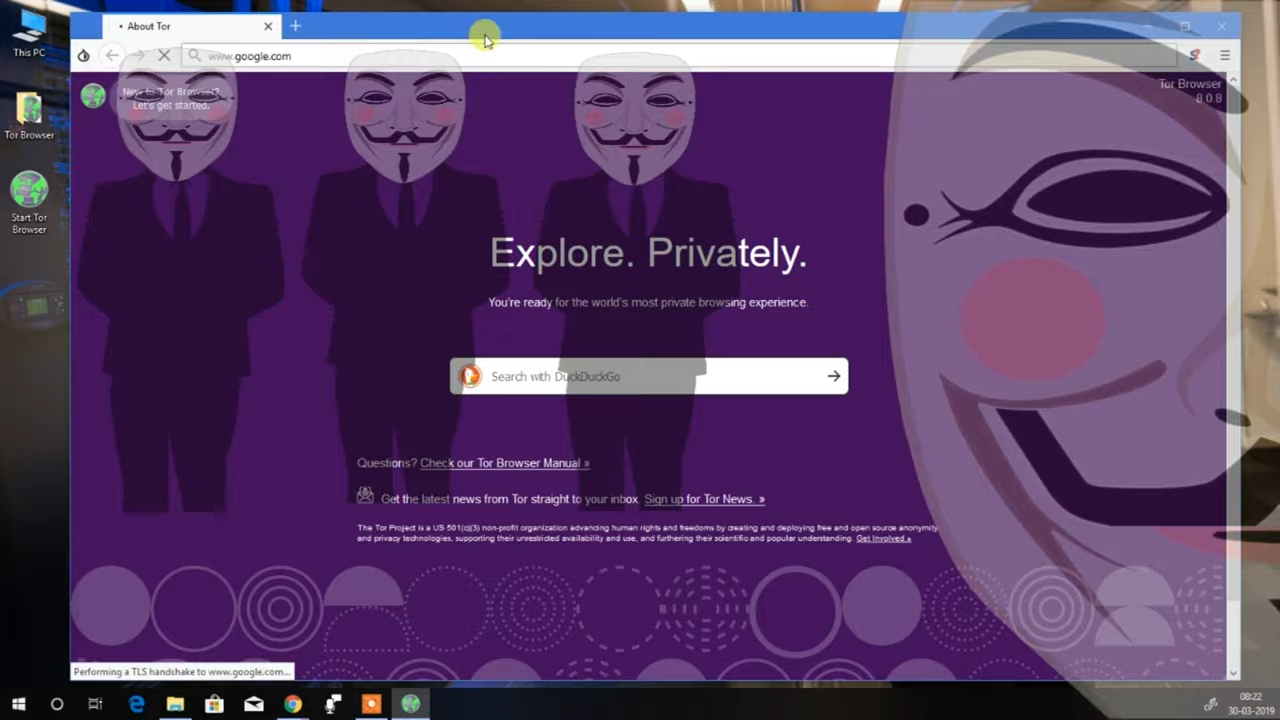 This PC
Tor Browser
Start Tor
Browser
About Tor
www.google.com
New to Tor Browser?
Let's get started.
Tor Browser
8.0.8
Explore. Privately.
You're ready for the world's most private browsing experience.
Search with DuckDuckGo
Questions? Check our Tor Browser Manual »
Get the latest news from Tor straight to your inbox. Sign up for Tor News. »
The Tor Project is a US 501(c)(3) non-profit organization advancing human rights and freedoms by creating and deploying free and open source anonymity
and privacy technologies, supporting their unrestricted availability and use, and furthering their scientific and popular understanding. Get Involved »
Performing a TLS handshake to www.google.com...
08:22
30-03-2019